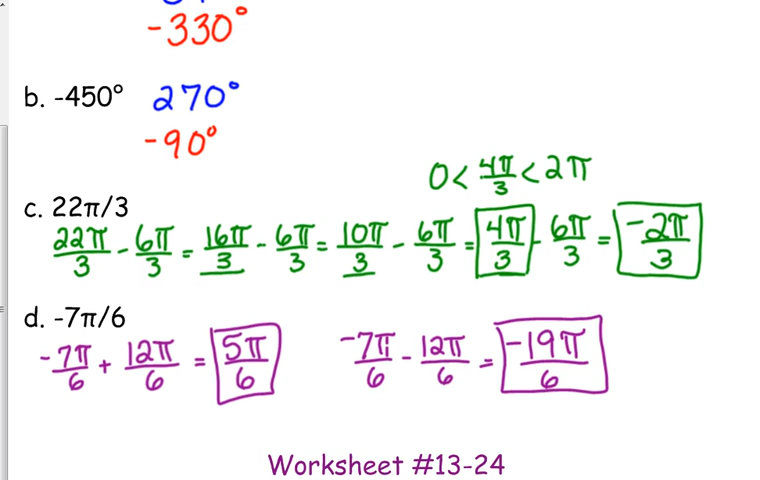 -330°
b. -450° 270°
-90°
0 < 4π/3 < 2π
c. 22π/3
22π/3 - 6π/3 = 16π/3 - 6π/3 = 10π/3 - 6π/3 = 4π/3 - 6π/3 = -2π/3
d. -7π/6
-7π/6 + 12π/6 = 5π/6 -7π/6 - 12π/6 = -19π/6
Worksheet #13-24